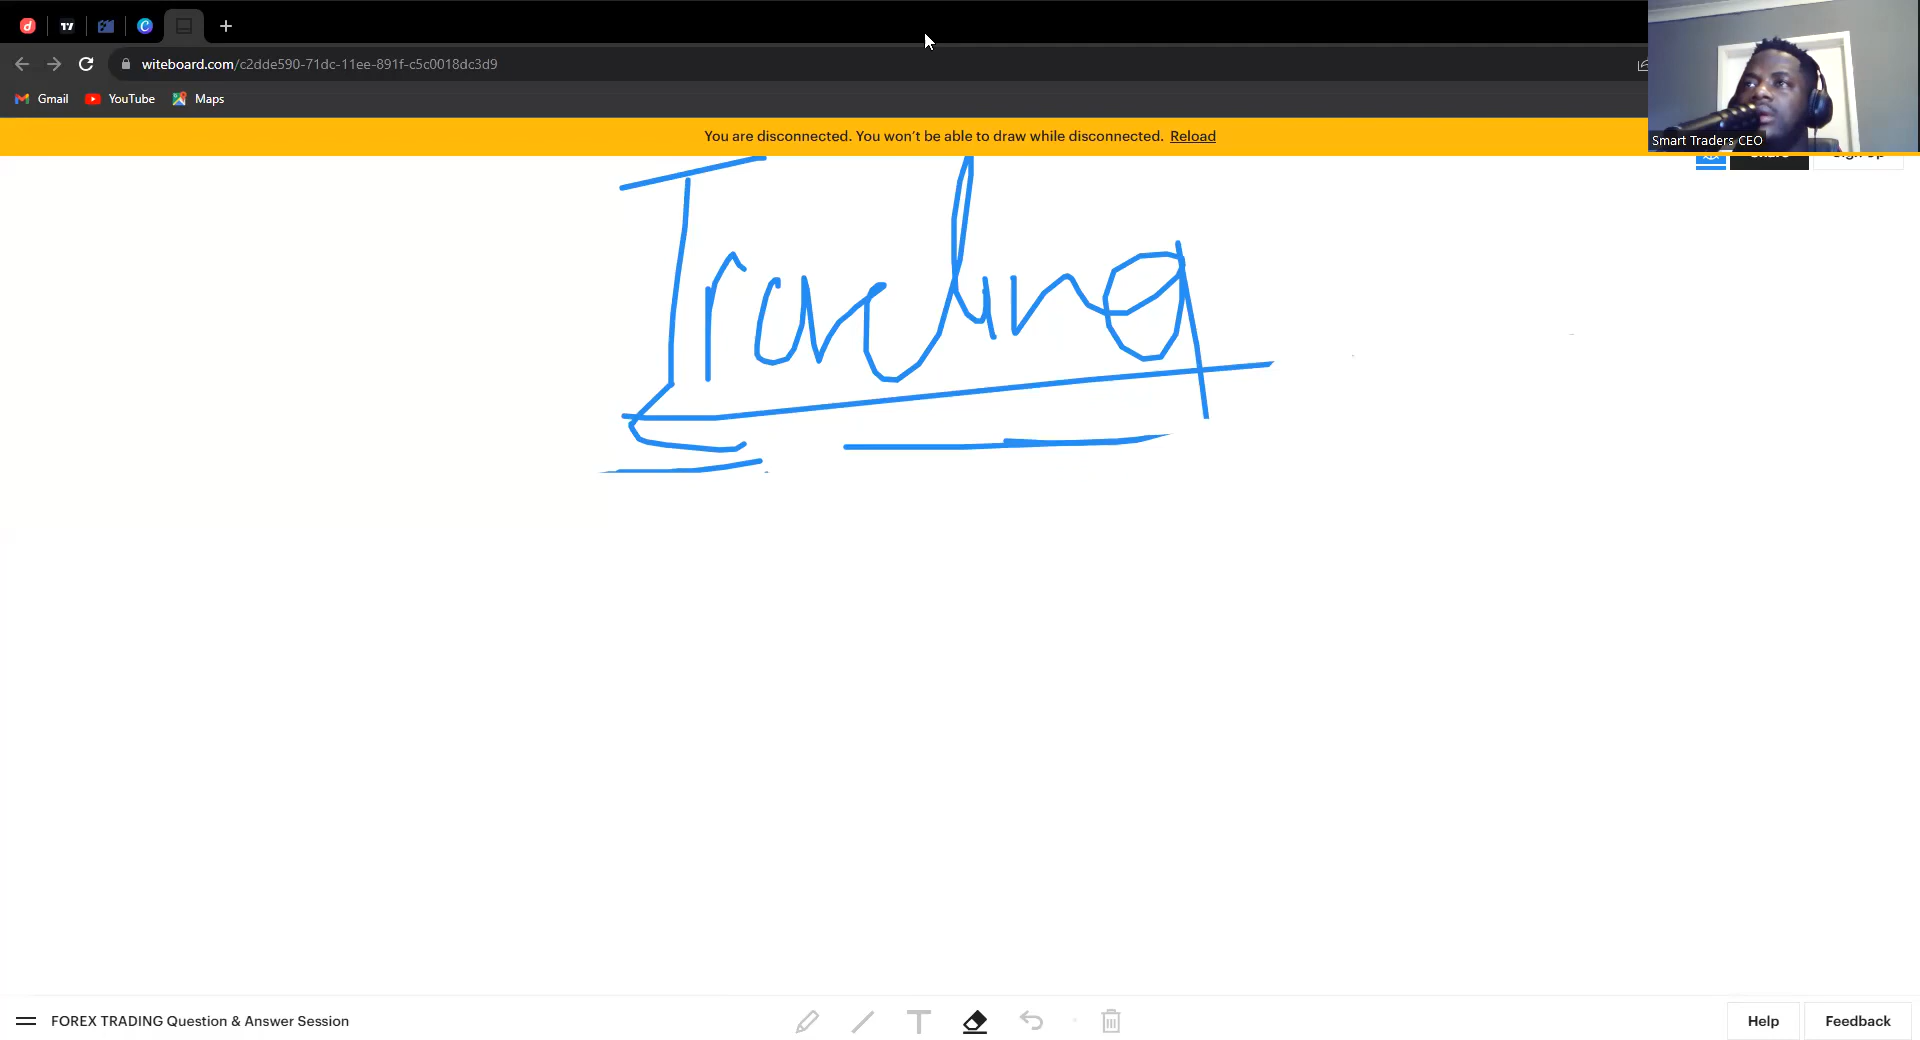 witeboard.com/c2dde590-71dc-11ee-891f-c5c0018dc3d9
Gmail YouTube Maps
You are disconnected. You won't be able to draw while disconnected. Reload
Smart Traders CEO
Trading
FOREX TRADING Question & Answer Session
Help Feedback